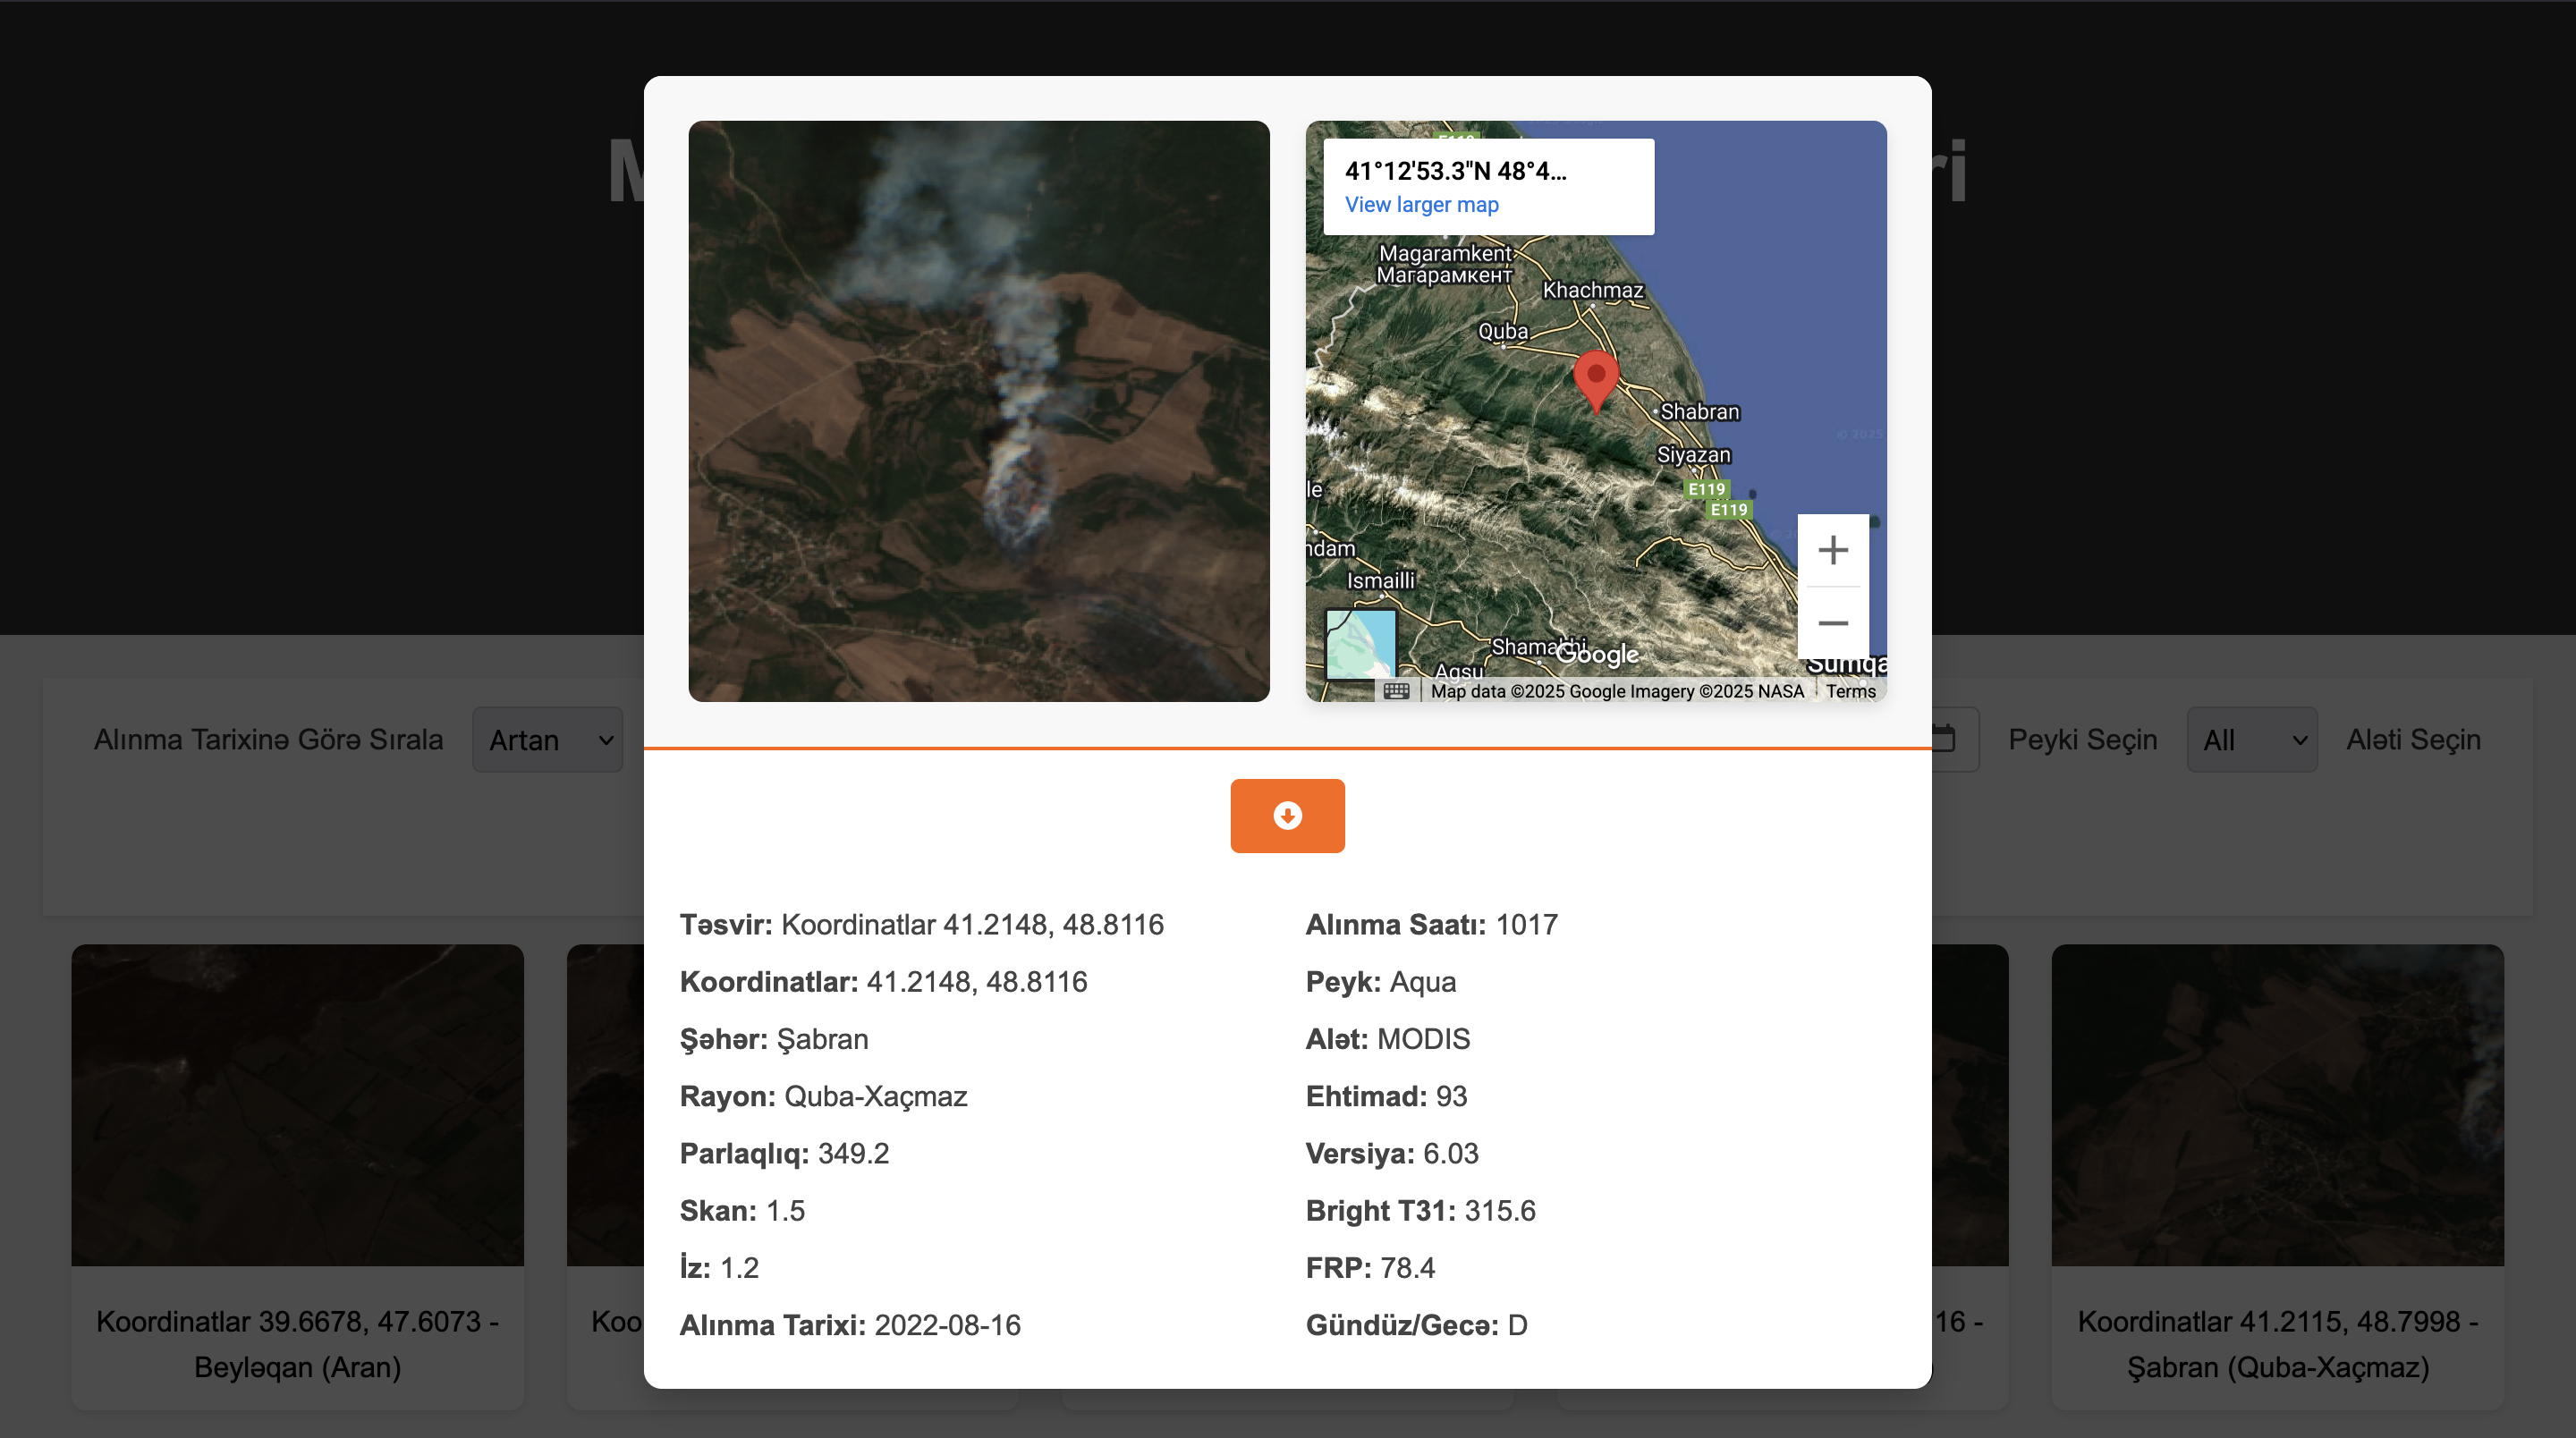 E119
41°12'53.3"N 48°4...
View larger map
Magaramkent
Магарамкент
Khachmaz
Quba
Shabran
© 2025
Siyazan
le
E119
E119
ndam
Ismailli
Shamakhi
Google
Agsu
Sumqa
Map data ©2025 Google Imagery ©2025 NASA
Terms
Alınma Tarixinə Görə Sırala
Artan
Peyki Seçin
All
Aləti Seçin
Təsvir: Koordinatlar 41.2148, 48.8116
Koordinatlar: 41.2148, 48.8116
Şəhər: Şabran
Rayon: Quba-Xaçmaz
Parlaqlıq: 349.2
Skan: 1.5
İz: 1.2
Alınma Tarixi: 2022-08-16
Alınma Saatı: 1017
Peyk: Aqua
Alət: MODIS
Ehtimad: 93
Versiya: 6.03
Bright T31: 315.6
FRP: 78.4
Gündüz/Gecə: D
Koordinatlar 39.6678, 47.6073 -
Beyləqan (Aran)
Koo
16 -
Koordinatlar 41.2115, 48.7998 -
Şabran (Quba-Xaçmaz)